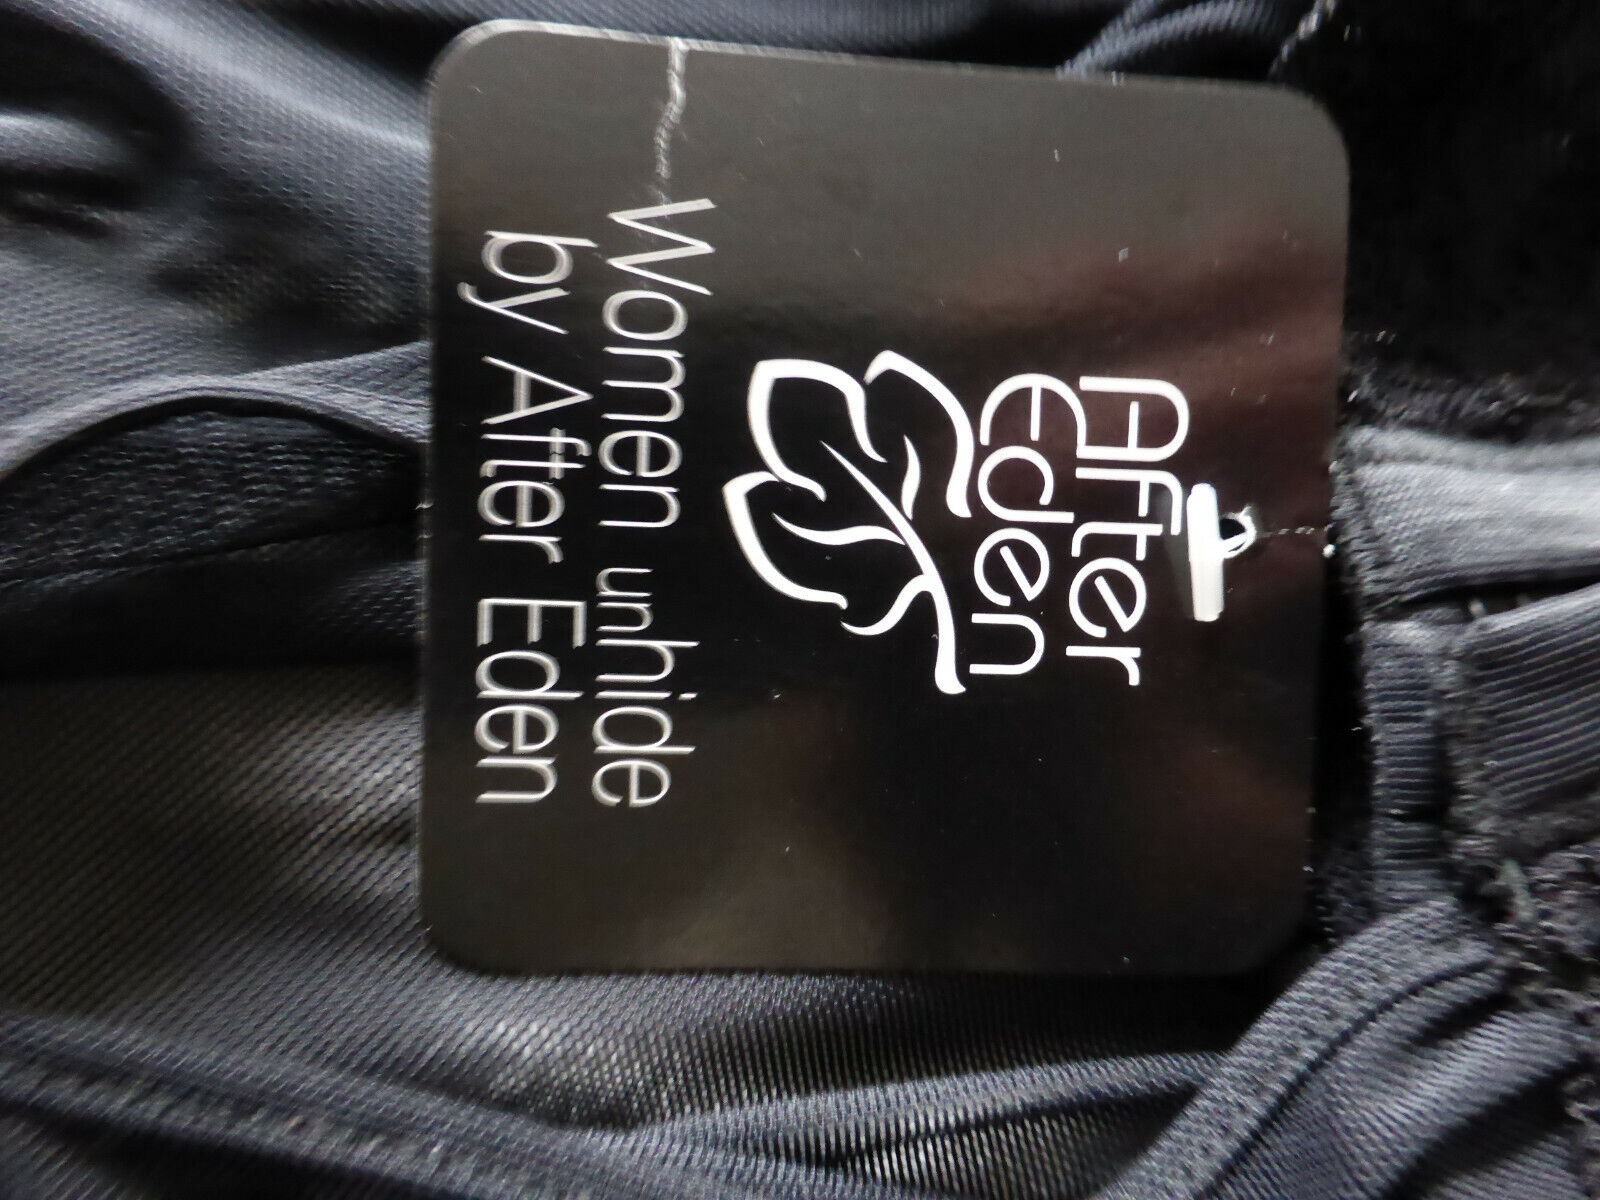 After
Eden
Women unhide
by After Eden